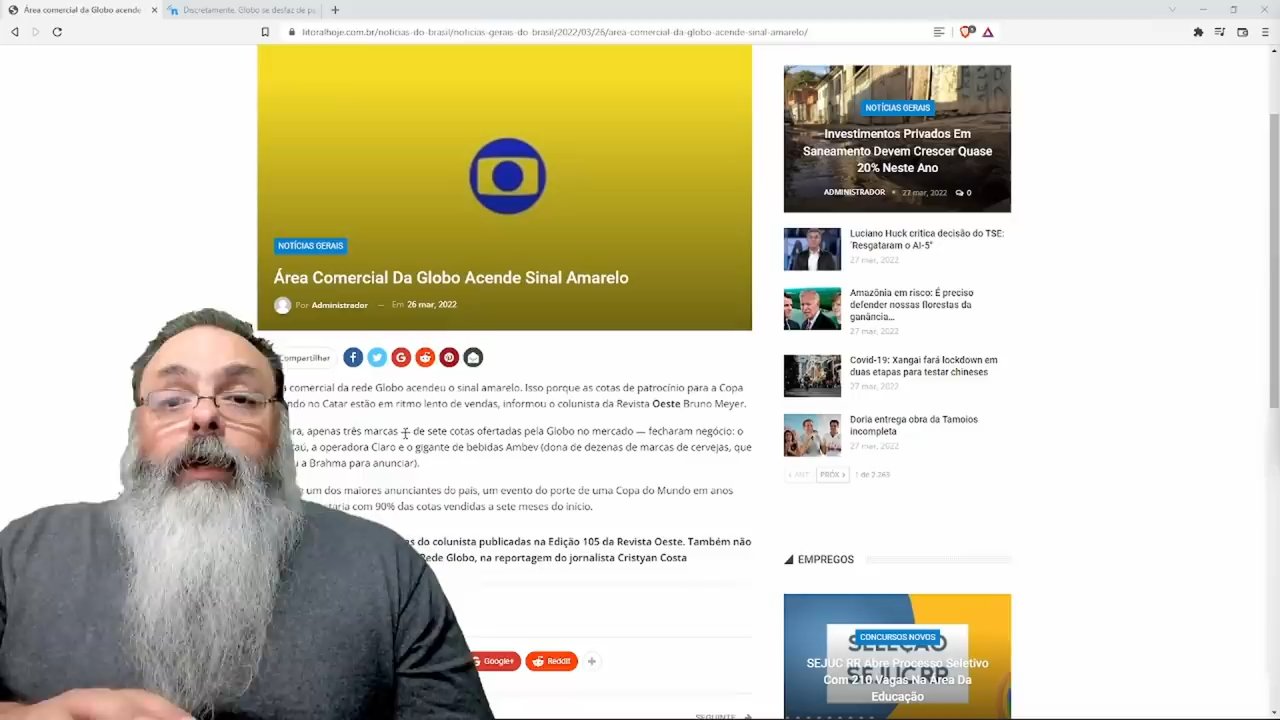 Área comercial da Globo acende
Discretamente, Globo se desfaz de pa
litoralhoje.com.br/noticias-do-brasil/noticias-gerais-do-brasil/2022/03/26/area-comercial-da-globo-acende-sinal-amarelo/
NOTÍCIAS GERAIS
Área Comercial Da Globo Acende Sinal Amarelo
Por Administrador — Em 26 mar, 2022
Compartilhar
comercial da rede Globo acendeu o sinal amarelo. Isso porque as cotas de patrocínio para a Copa
ndo no Catar estão em ritmo lento de vendas, informou o colunista da Revista Oeste Bruno Meyer.
ra, apenas três marcas — de sete cotas ofertadas pela Globo no mercado — fecharam negócio: o
aú, a operadora Claro e o gigante de bebidas Ambev (dona de dezenas de marcas de cervejas, que
u a Brahma para anunciar).
um dos maiores anunciantes do país, um evento do porte de uma Copa do Mundo em anos
taria com 90% das cotas vendidas a sete meses do início.
s do colunista publicadas na Edição 105 da Revista Oeste. Também não
Rede Globo, na reportagem do jornalista Cristyan Costa
Google+
Reddit
SEGUINTE
NOTÍCIAS GERAIS
Investimentos Privados Em
Saneamento Devem Crescer Quase
20% Neste Ano
ADMINISTRADOR 27 mar, 2022 0
Luciano Huck critica decisão do TSE:
'Resgataram o AI-5"
27 mar, 2022
Amazônia em risco: É preciso
defender nossas florestas da
ganância...
27 mar, 2022
Covid-19: Xangai fará lockdown em
duas etapas para testar chineses
27 mar, 2022
Doria entrega obra da Tamoios
incompleta
27 mar, 2022
ANT PRÓX 1 de 2.263
EMPREGOS
SELEÇÃO
SEJUC RR
CONCURSOS NOVOS
SEJUC RR Abre Processo Seletivo
Com 210 Vagas Na Área Da
Educação